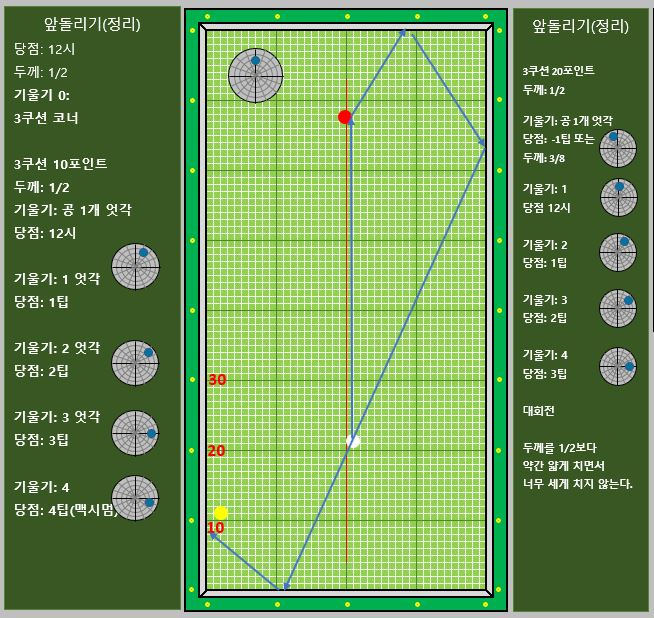 앞돌리기(정리)
당점: 12시
두께: 1/2
기울기 0:
3쿠션 코너
3쿠션 10포인트
두께: 1/2
기울기: 공 1개 엇각
당점: 12시
기울기: 1 엇각
당점: 1팁
기울기: 2 엇각
당점: 2팁
기울기: 3 엇각
당점: 3팁
기울기: 4
당점: 4팁(맥시멈)
30
20
10
앞돌리기(정리)
3쿠션 20포인트
두께: 1/2
기울기: 공 1개 엇각
당점: -1팁 또는
두께: 3/8
기울기: 1
당점 12시
기울기: 2
당점: 1팁
기울기: 3
당점: 2팁
기울기: 4
당점: 3팁
대회전
두께를 1/2보다
약간 얇게 치면서
너무 세게 치지 않는다.